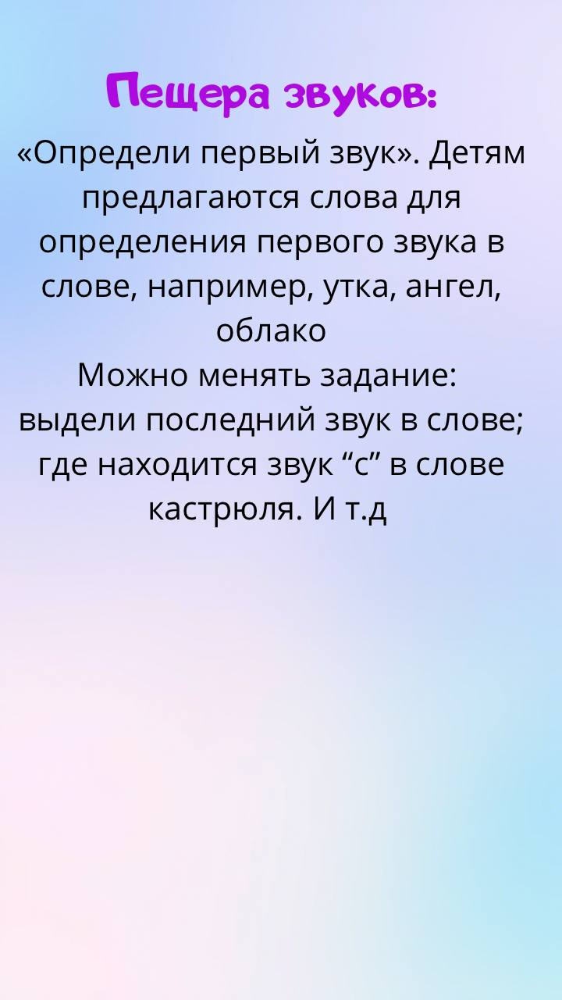 Пещера звуков:
«Определи первый звук». Детям
предлагаются слова для
определения первого звука в
слове, например, утка, ангел,
облако
Можно менять задание:
выдели последний звук в слове;
где находится звук “с” в слове
кастрюля. И т.д